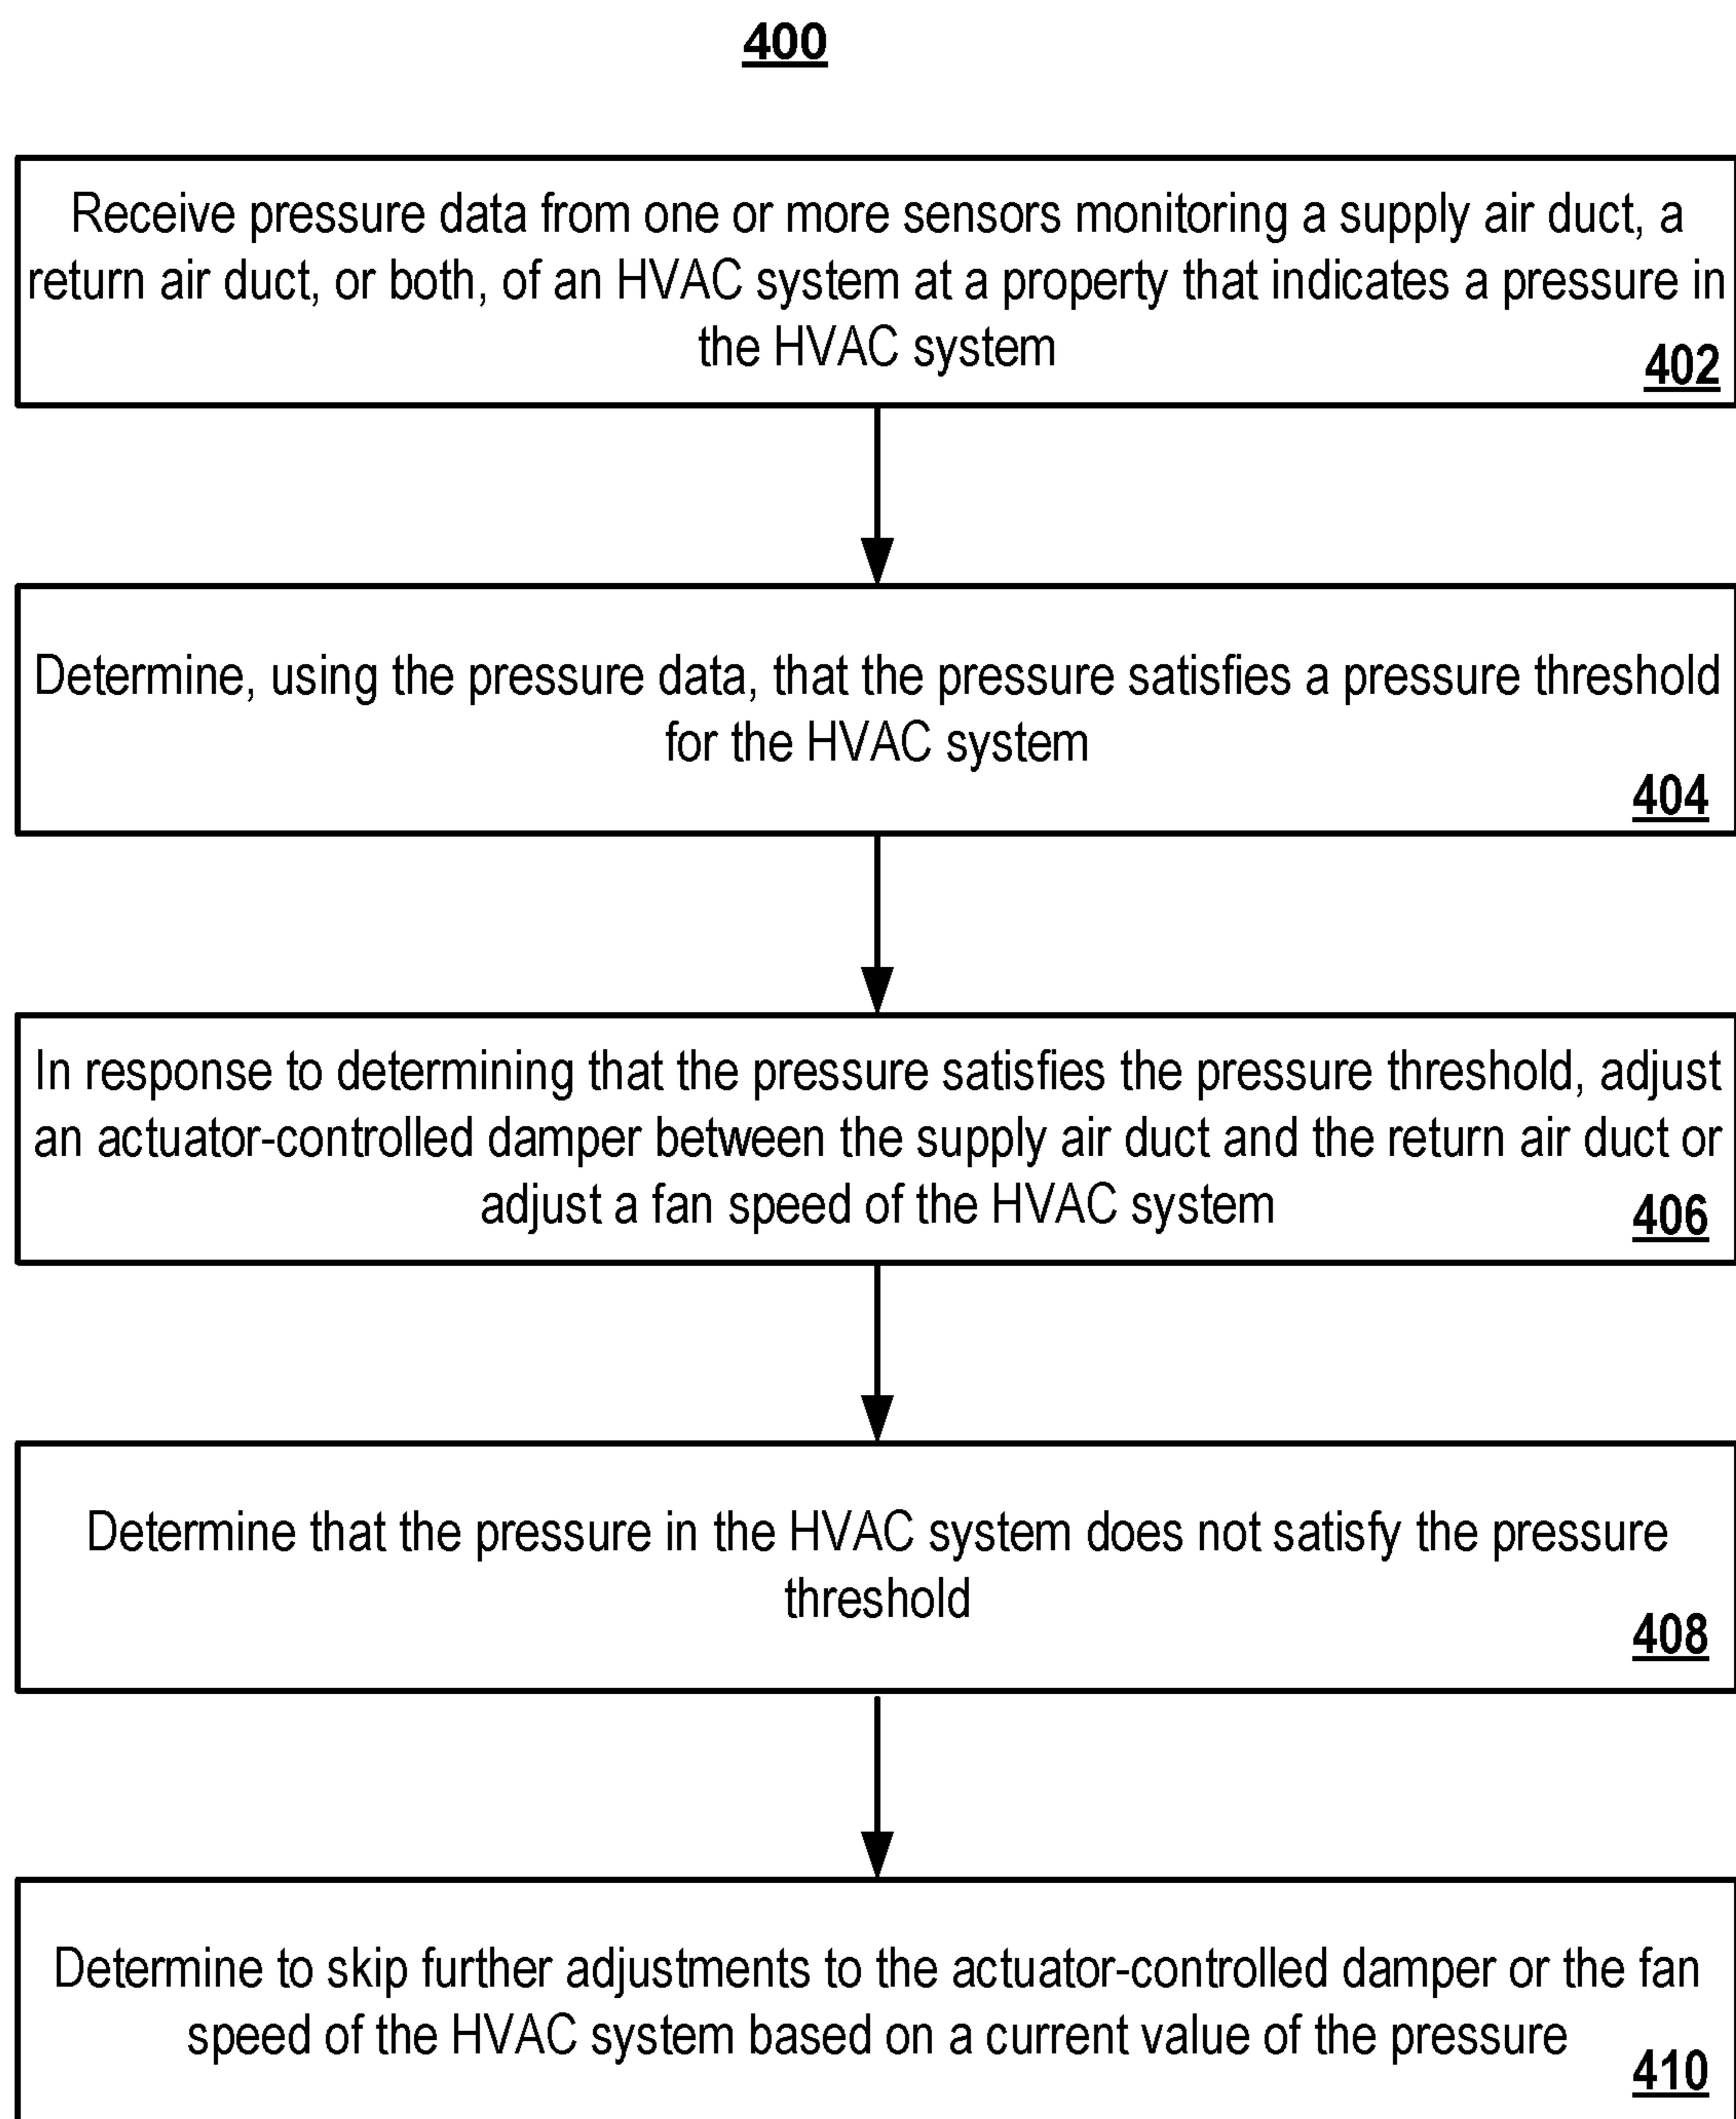 400
Receive pressure data from one or more sensors monitoring a supply air duct, a
return air duct, or both, of an HVAC system at a property that indicates a pressure in
the HVAC system
402
Determine, using the pressure data, that the pressure satisfies a pressure threshold
for the HVAC system
404
In response to determining that the pressure satisfies the pressure threshold, adjust
an actuator-controlled damper between the supply air duct and the return air duct or
adjust a fan speed of the HVAC system
406
Determine that the pressure in the HVAC system does not satisfy the pressure
threshold
408
Determine to skip further adjustments to the actuator-controlled damper or the fan
speed of the HVAC system based on a current value of the pressure
410